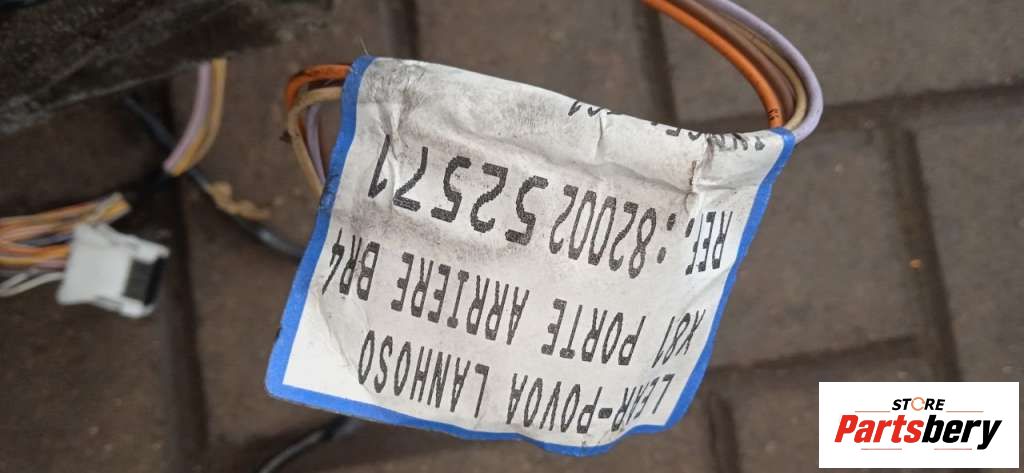 LEAR-POVOA LANHOSO
X81 PORTE ARRIERE BR4
REF.:8200252571
STORE
Partsbery